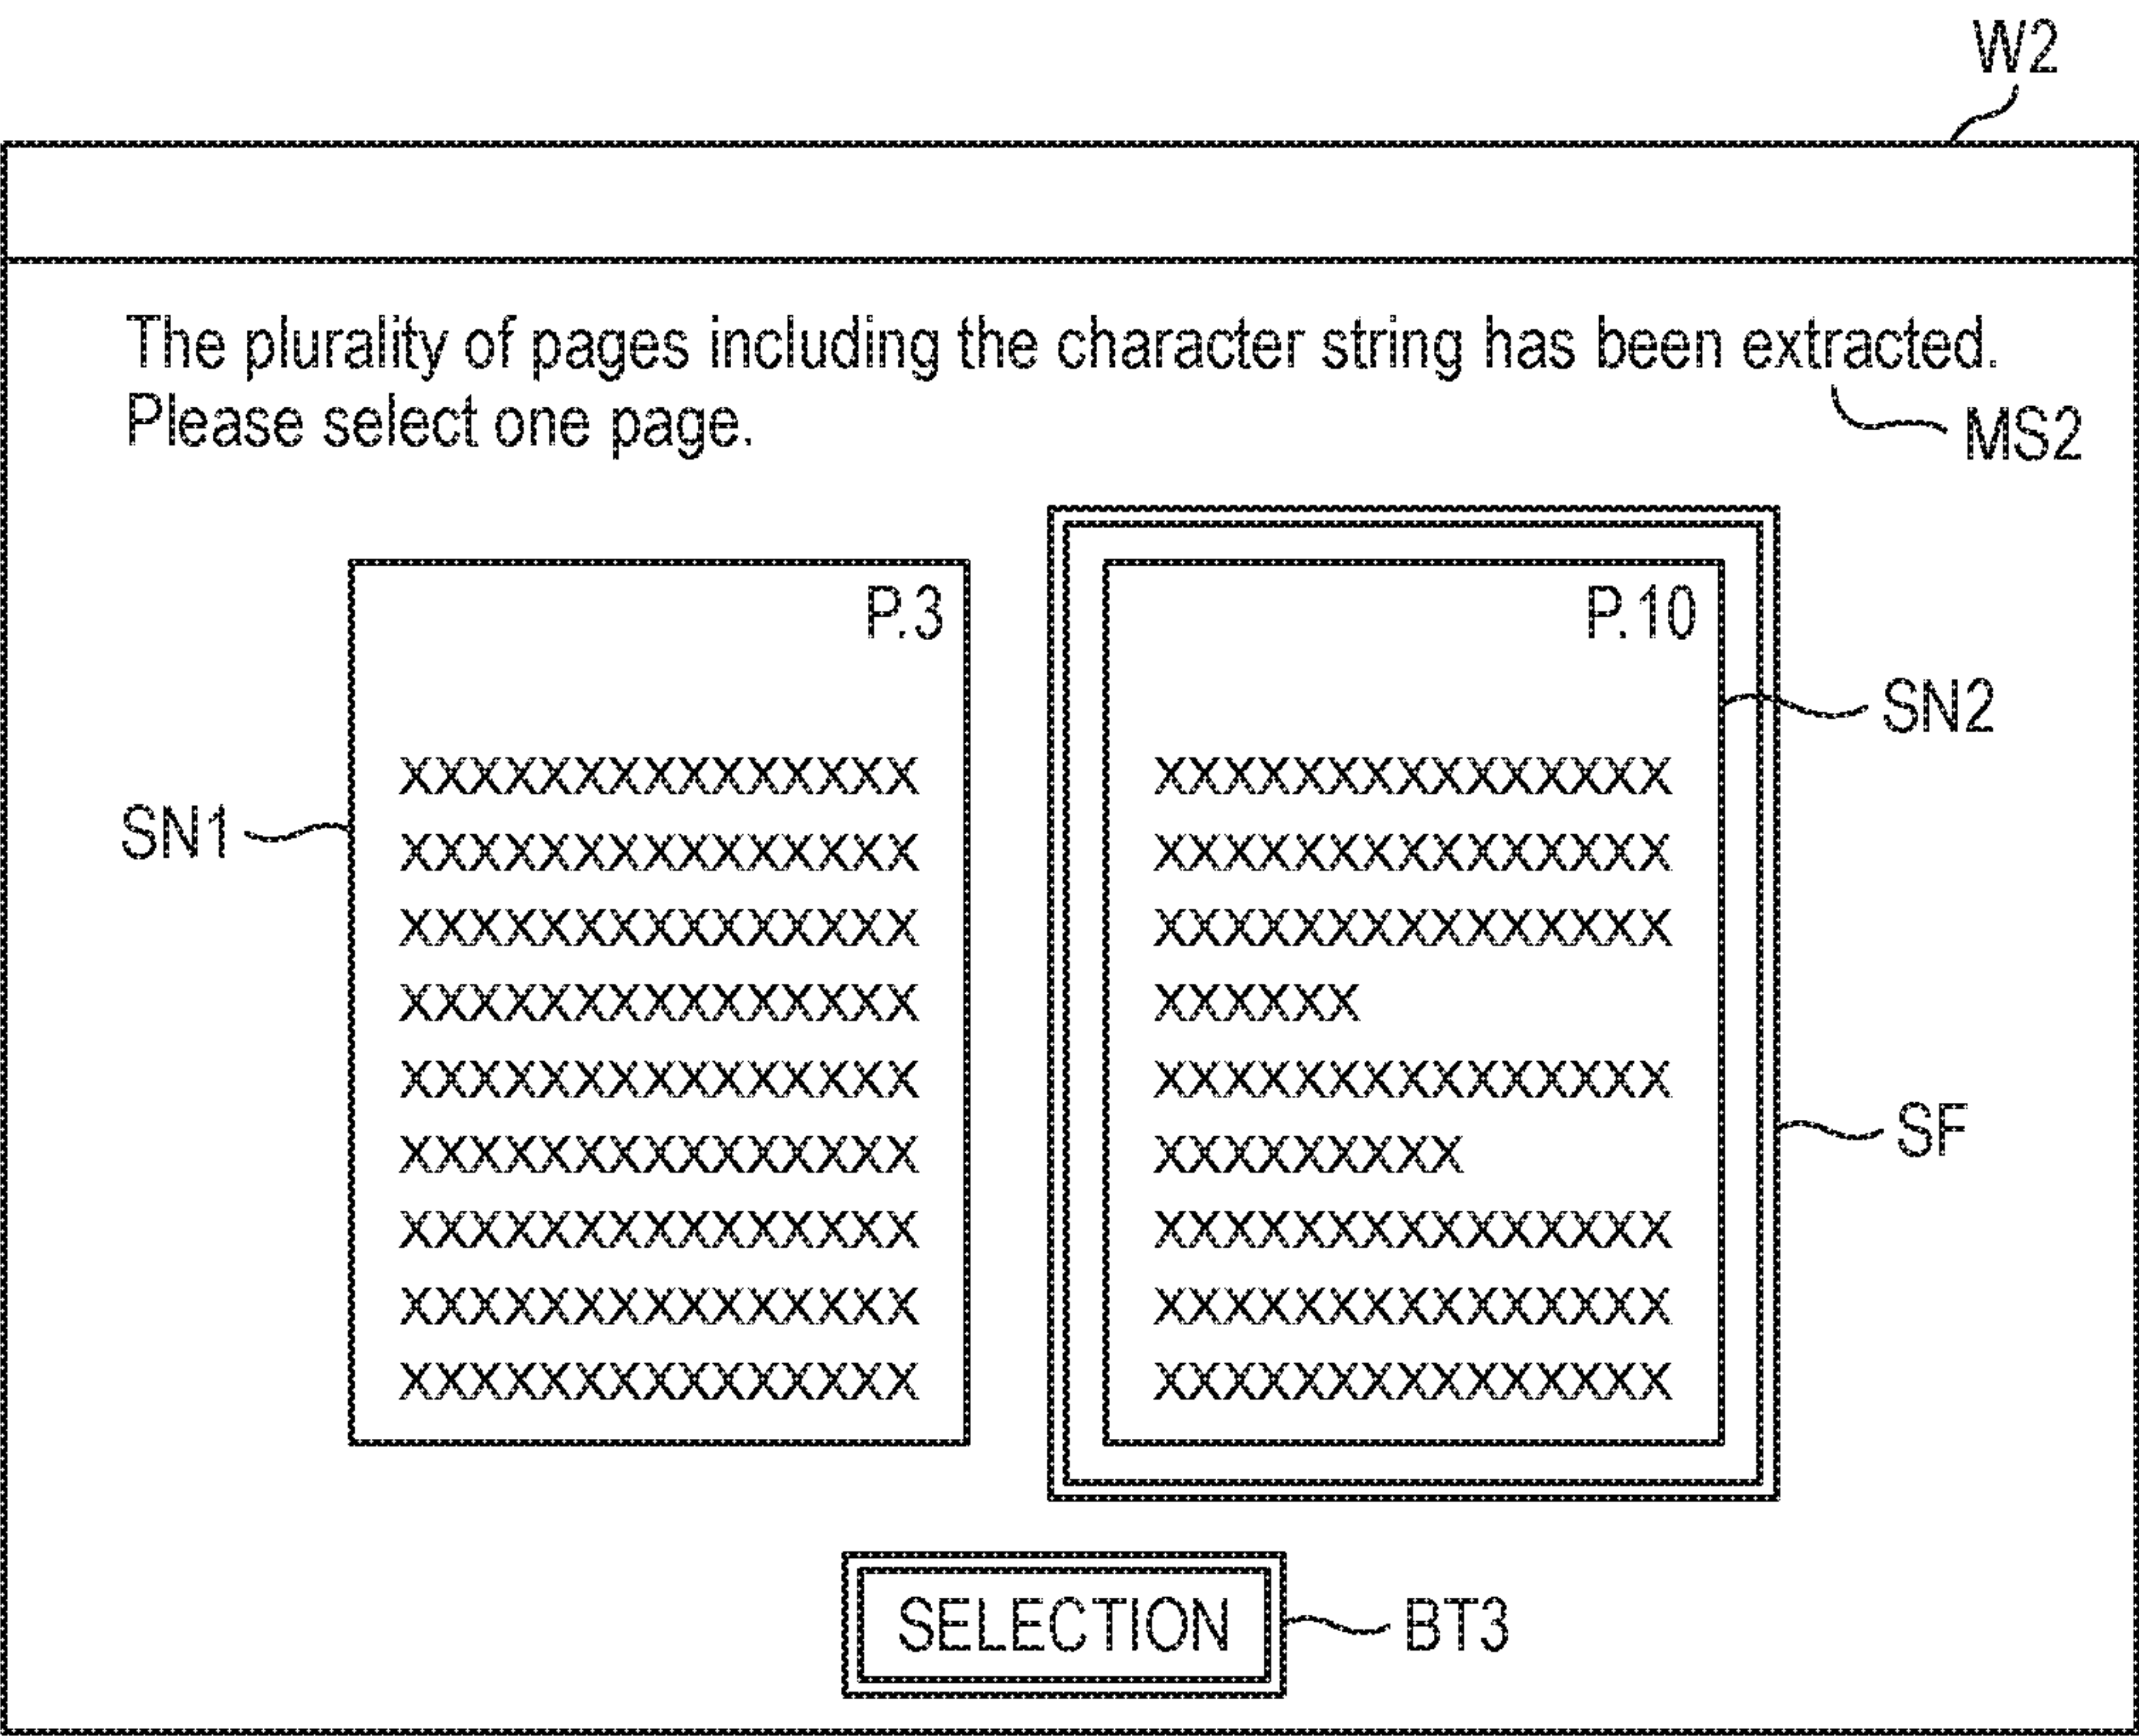 W2
The plurality of pages including the character string has been extracted.
Please select one page.
MS2
SN1
P.3
XXXXXXXXXXXXXXX
XXXXXXXXXXXXXXX
XXXXXXXXXXXXXXX
XXXXXXXXXXXXXXX
XXXXXXXXXXXXXXX
XXXXXXXXXXXXXXX
XXXXXXXXXXXXXXX
XXXXXXXXXXXXXXX
XXXXXXXXXXXXXXX
P.10
XXXXXXXXXXXXXXX
XXXXXXXXXXXXXXX
XXXXXXXXXXXXXXX
XXXXXX
XXXXXXXXXXXXXXX
XXXXXXXXX
XXXXXXXXXXXXXXX
XXXXXXXXXXXXXXX
XXXXXXXXXXXXXXX
SN2
SF
SELECTION
BT3